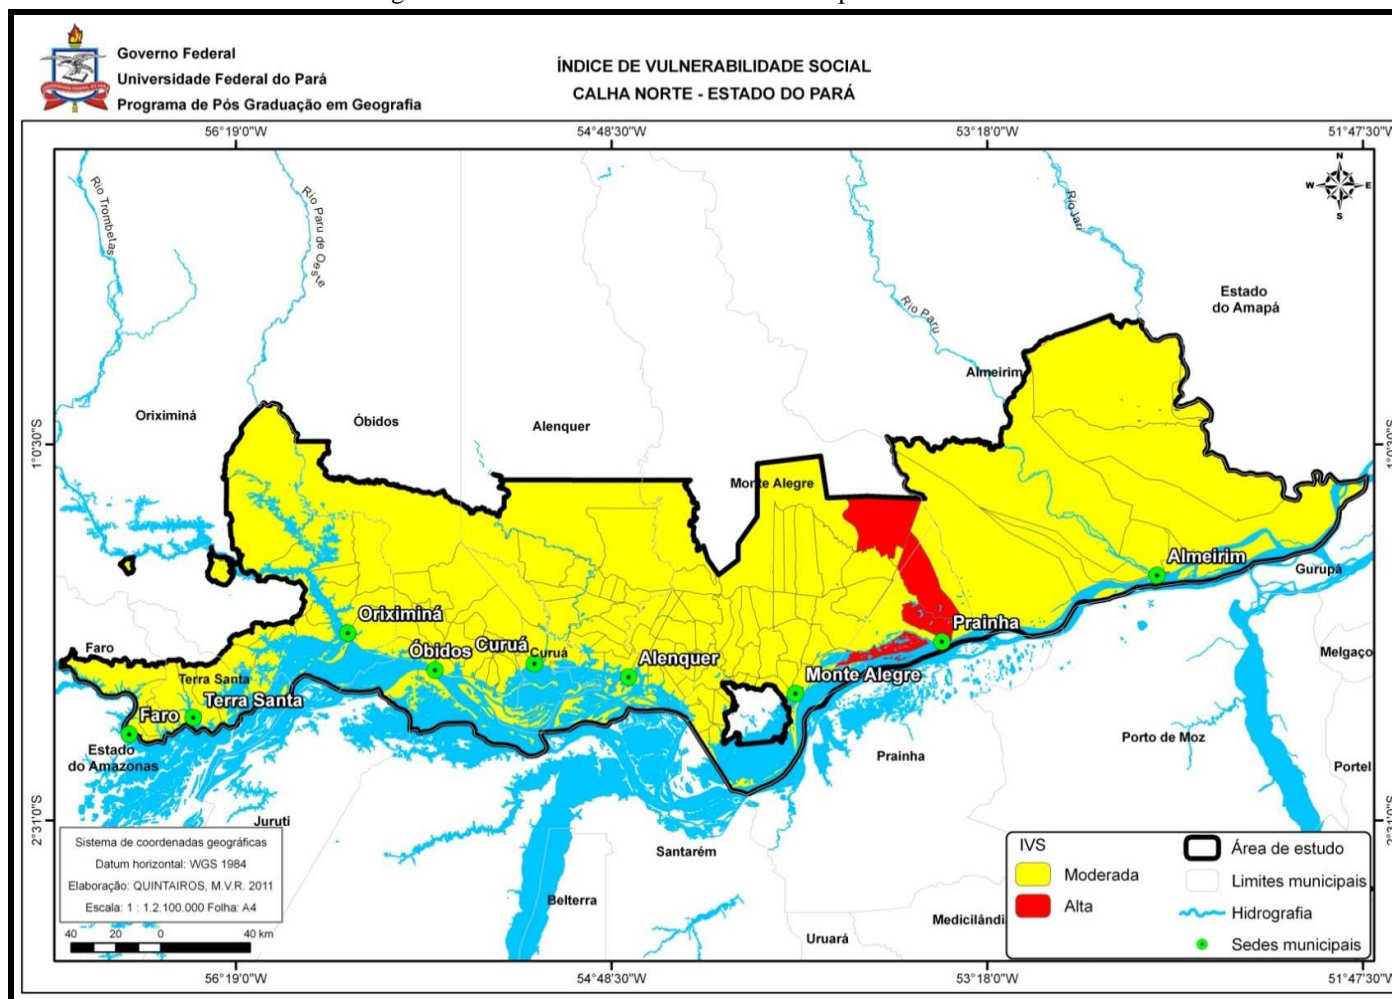 Governo Federal
Universidade Federal do Pará
Programa de Pós Graduação em Geografia
ÍNDICE DE VULNERABILIDADE SOCIAL
CALHA NORTE - ESTADO DO PARÁ
56°19'0"W
54°48'30"W
53°18'0"W
51°47'30"W
N
W
E
S
Rio Trombetas
Rio Paru de Oeste
Rio Jari
Rio Paru
Estado
do Amapá
Almeirim
Oriximiná
Óbidos
Alenquer
1°0'30"S
1°0'30"S
Monte Alegre
Almeirim
Gurupá
Oriximiná
Prainha
Faro
Óbidos
Curuá
Curuá
Alenquer
Melgaço
Terra Santa
Monte Alegre
Terra Santa
Faro
Estado
do Amazonas
Prainha
Porto de Moz
Portel
2°31'0"S
2°31'0"S
Juruti
Santarém
Belterra
Uruará
Medicilândi
Sistema de coordenadas geográficas
Datum horizontal: WGS 1984
Elaboração: QUINTAIROS, M.V.R. 2011
Escala: 1 : 1.2.100.000 Folha: A4
40 20 0 40 km
IVS
Moderada
Alta
Área de estudo
Limites municipais
Hidrografia
Sedes municipais
56°19'0"W
54°48'30"W
53°18'0"W
51°47'30"W